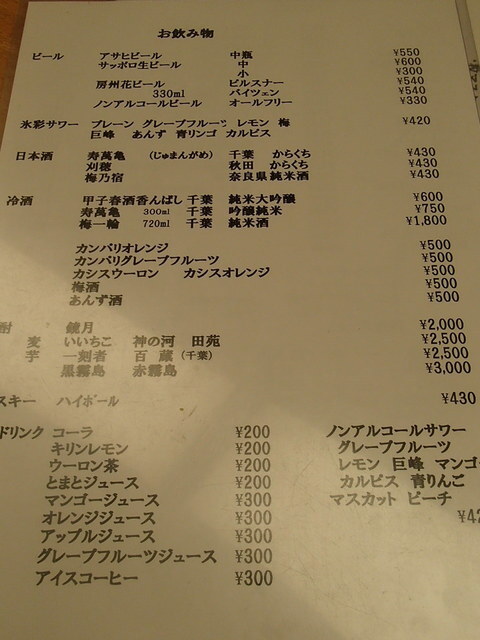 お飲み物
ビール アサヒビール 中瓶 ¥550
サッポロ生ビール 中 ¥600
小 ¥300
房州花ビール ピルスナー ¥540
330ml バイツェン ¥540
ノンアルコールビール オールフリー ¥330
氷彩サワー プレーン グレープフルーツ レモン 梅 ¥420
巨峰 あんず 青リンゴ カルピス
日本酒 寿萬亀 (じゅまんがめ) 千葉 からくち ¥430
刈穂 秋田 からくち ¥430
梅乃宿 奈良県純米酒 ¥430
冷酒 甲子春酒香んばし 千葉 純米大吟醸 ¥600
寿萬亀 300ml 千葉 吟醸純米 ¥750
梅一輪 720ml 千葉 純米酒 ¥1,800
カンパリオレンジ ¥500
カンパリグレープフルーツ ¥500
カシスウーロン カシスオレンジ ¥500
梅酒 ¥500
あんず酒 ¥500
酎 鏡月 ¥2,000
麦 いいちこ 神の河 田苑 ¥2,500
芋 一刻者 百蔵 (千葉) ¥2,500
黒霧島 赤霧島 ¥3,000
スキー ハイボール ¥430
ドリンク コーラ ¥200 ノンアルコールサワー
キリンレモン ¥200 グレープフルーツ
ウーロン茶 ¥200 レモン 巨峰 マンゴー
とまとジュース ¥200 カルピス 青りんご
マンゴージュース ¥300 マスカット ピーチ
オレンジジュース ¥300 ¥42
アップルジュース ¥300
グレープフルーツジュース ¥300
アイスコーヒー ¥300